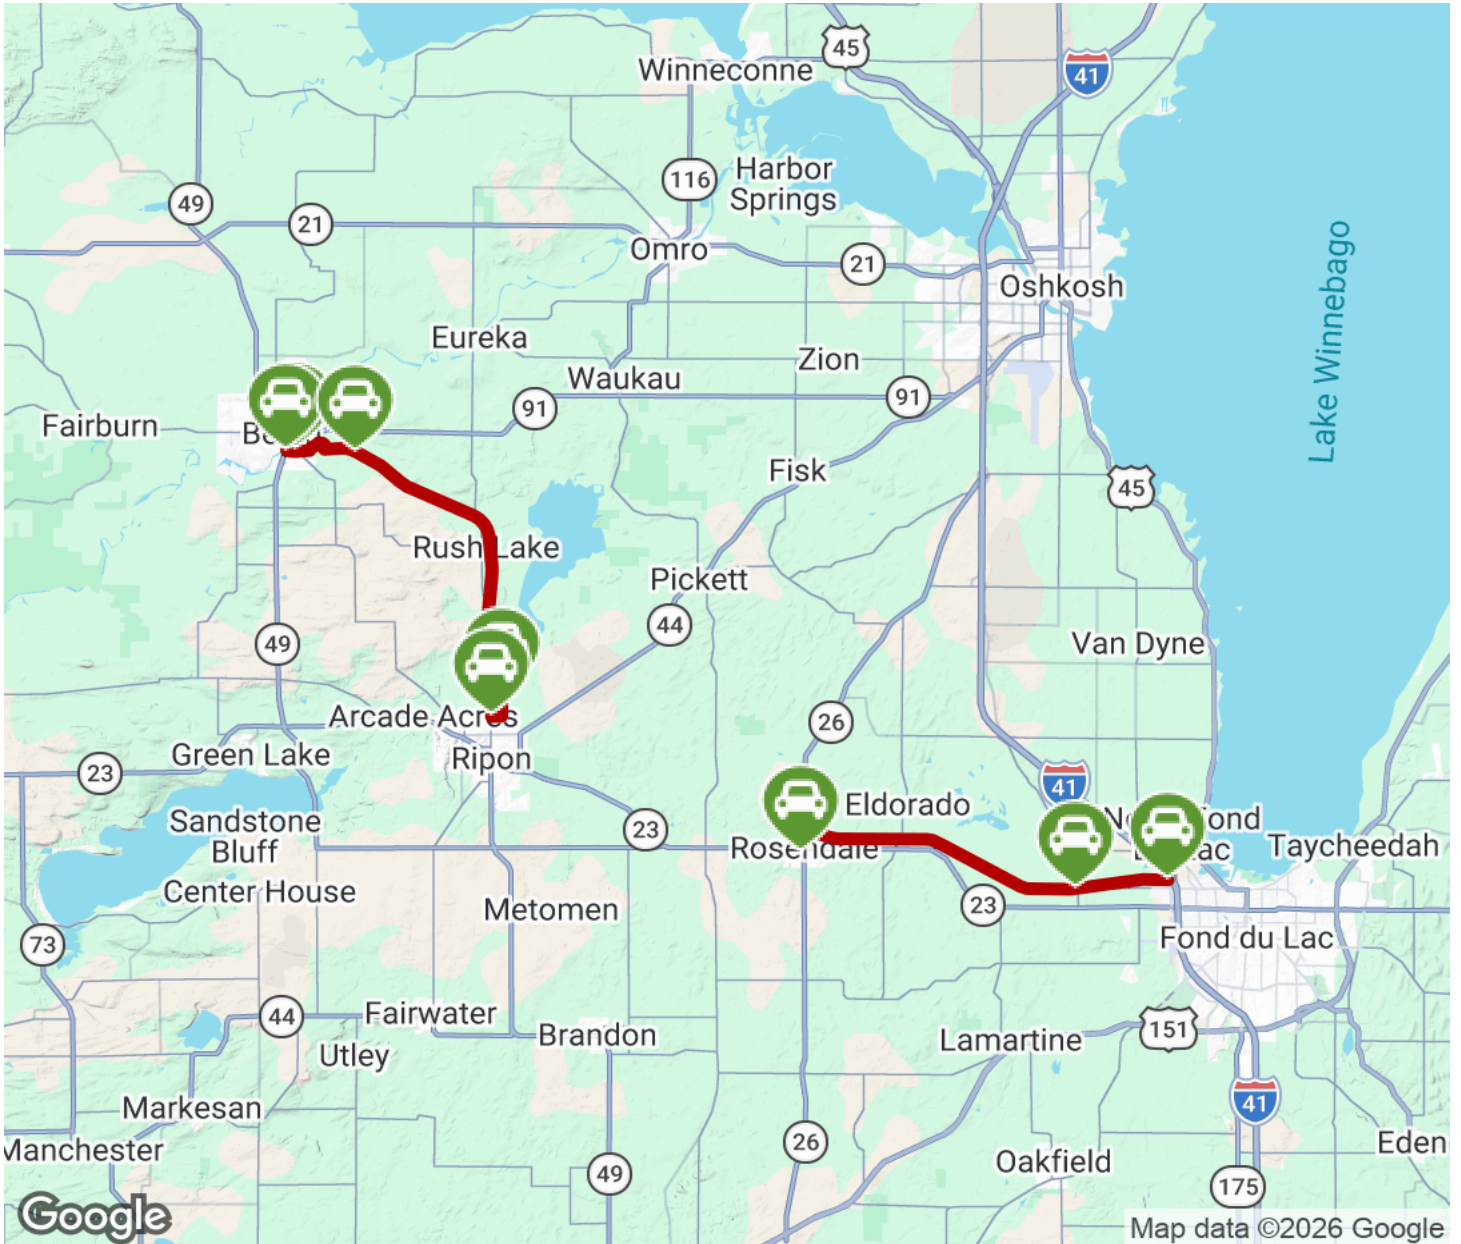 45
Winneconne
41
Harbor
Springs
116
49
21
Omro
21
Oshkosh
Lake Winnebago
Eureka
Zion
Waukau
91
91
Fairburn
Be
Fisk
45
Rush Lake
Pickett
44
49
Van Dyne
Arcade Acres
26
Green Lake
Ripon
23
41
Eldorado
Sandstone
Bluff
23
Rosendale
Taycheedah
Center House
23
Metomen
73
Fond du Lac
44
Fairwater
Brandon
151
Lamartine
Utley
41
Markesan
26
Manchester
Eden
Oakfield
49
175
Google
Map data ©2026 Google